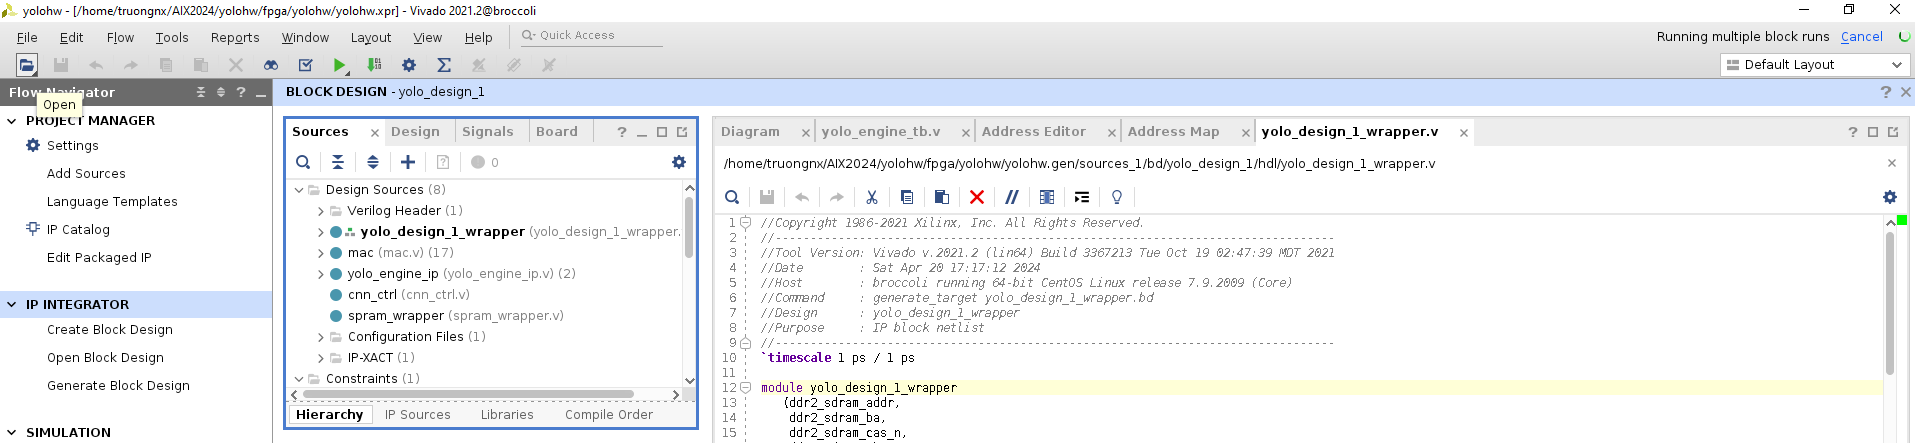 yolohw - [/home/truongnx/AIX2024/yolohw/fpga/yolohw/yolohw.xpr] - Vivado 2021.2@broccoli
File Edit Flow Tools Reports Window Layout View Help Quick Access Running multiple block runs Cancel
Default Layout
Flow Navigator
Open
PROJECT MANAGER
Settings
Add Sources
Language Templates
IP Catalog
Edit Packaged IP
IP INTEGRATOR
Create Block Design
Open Block Design
Generate Block Design
SIMULATION
BLOCK DESIGN - yolo_design_1
Sources Design Signals Board
0
Design Sources (8)
Verilog Header (1)
yolo_design_1_wrapper (yolo_design_1_wrapper.
mac (mac.v) (17)
yolo_engine_ip (yolo_engine_ip.v) (2)
cnn_ctrl (cnn_ctrl.v)
spram_wrapper (spram_wrapper.v)
Configuration Files (1)
IP-XACT (1)
Constraints (1)
Hierarchy IP Sources Libraries Compile Order
Diagram yolo_engine_tb.v Address Editor Address Map yolo_design_1_wrapper.v
/home/truongnx/AIX2024/yolohw/fpga/yolohw/yolohw.gen/sources_1/bd/yolo_design_1/hdl/yolo_design_1_wrapper.v
1 //Copyright 1986-2021 Xilinx, Inc. All Rights Reserved.
2 //--------------------------------------------------------------------------------
3 //Tool Version: Vivado v.2021.2 (lin64) Build 3367213 Tue Oct 19 02:47:39 MDT 2021
4 //Date        : Sat Apr 20 17:17:12 2024
5 //Host        : broccoli running 64-bit CentOS Linux release 7.9.2009 (Core)
6 //Command     : generate_target yolo_design_1_wrapper.bd
7 //Design      : yolo_design_1_wrapper
8 //Purpose     : IP block netlist
9 //--------------------------------------------------------------------------------
10 `timescale 1 ps / 1 ps
11
12 module yolo_design_1_wrapper
13 (ddr2_sdram_addr,
14 ddr2_sdram_ba,
15 ddr2_sdram_cas_n,